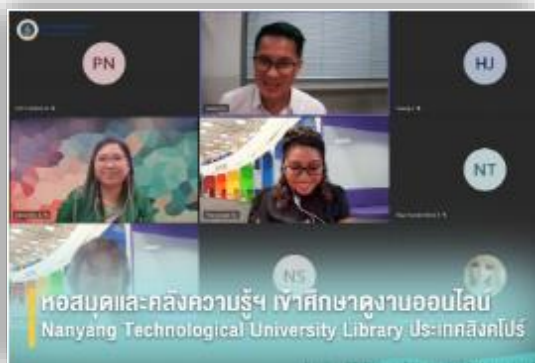 PN
HJ
NT
NS
หอสมุดและคลังความรู้ฯ เข้าศึกษาดูงานออนไลน์
Nanyang Technological University Library ประเทศสิงคโปร์